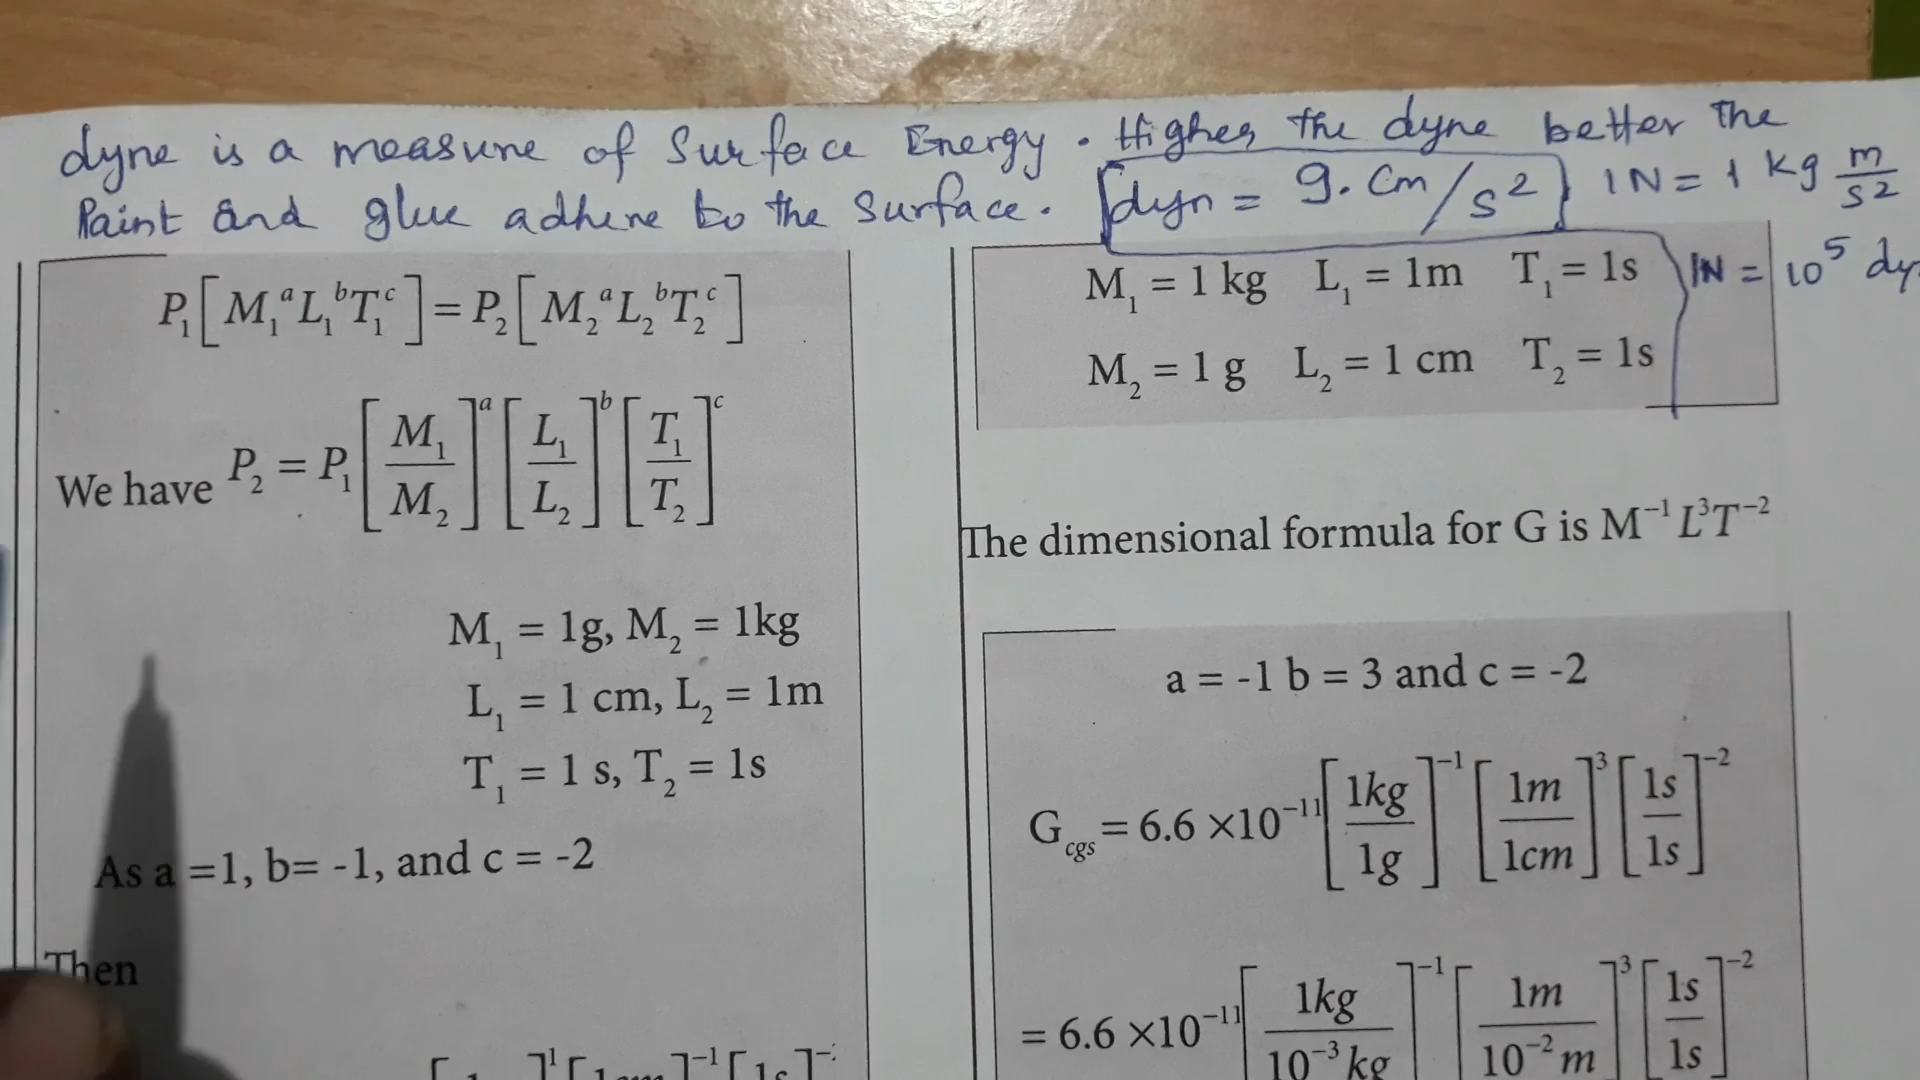 dyne is a measure of Surface Energy. Higher the dyne better the
Paint and glue adhere to the surface. [dyn = g.cm/s²] 1N = 1 kg m/s²
1N = 10⁵ dy
P₁[M₁ᵃL₁ᵇT₁ᶜ] = P₂[M₂ᵃL₂ᵇT₂ᶜ]
We have P₂ = P₁[M₁/M₂]ᵃ[L₁/L₂]ᵇ[T₁/T₂]ᶜ
M₁ = 1g, M₂ = 1kg
L₁ = 1 cm, L₂ = 1m
T₁ = 1 s, T₂ = 1s
As a =1, b= -1, and c = -2
Then
M₁ = 1 kg L₁ = 1m T₁ = 1s
M₂ = 1 g L₂ = 1 cm T₂ = 1s
The dimensional formula for G is M⁻¹L³T⁻²
a = -1 b = 3 and c = -2
G_cgs = 6.6 ×10⁻¹¹[1kg/1g]⁻¹[1m/1cm]³[1s/1s]⁻²
= 6.6 ×10⁻¹¹[1kg/10⁻³kg]⁻¹[1m/10⁻²m]³[1s/1s]⁻²